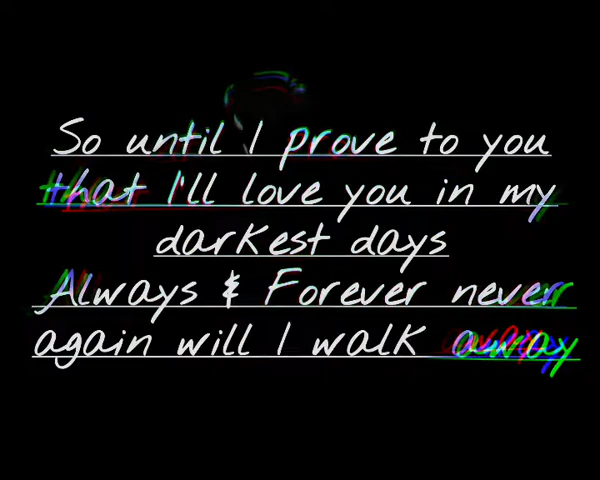 So until I prove to you
that I'll love you in my
darkest days
Always & Forever never
again will I walk away